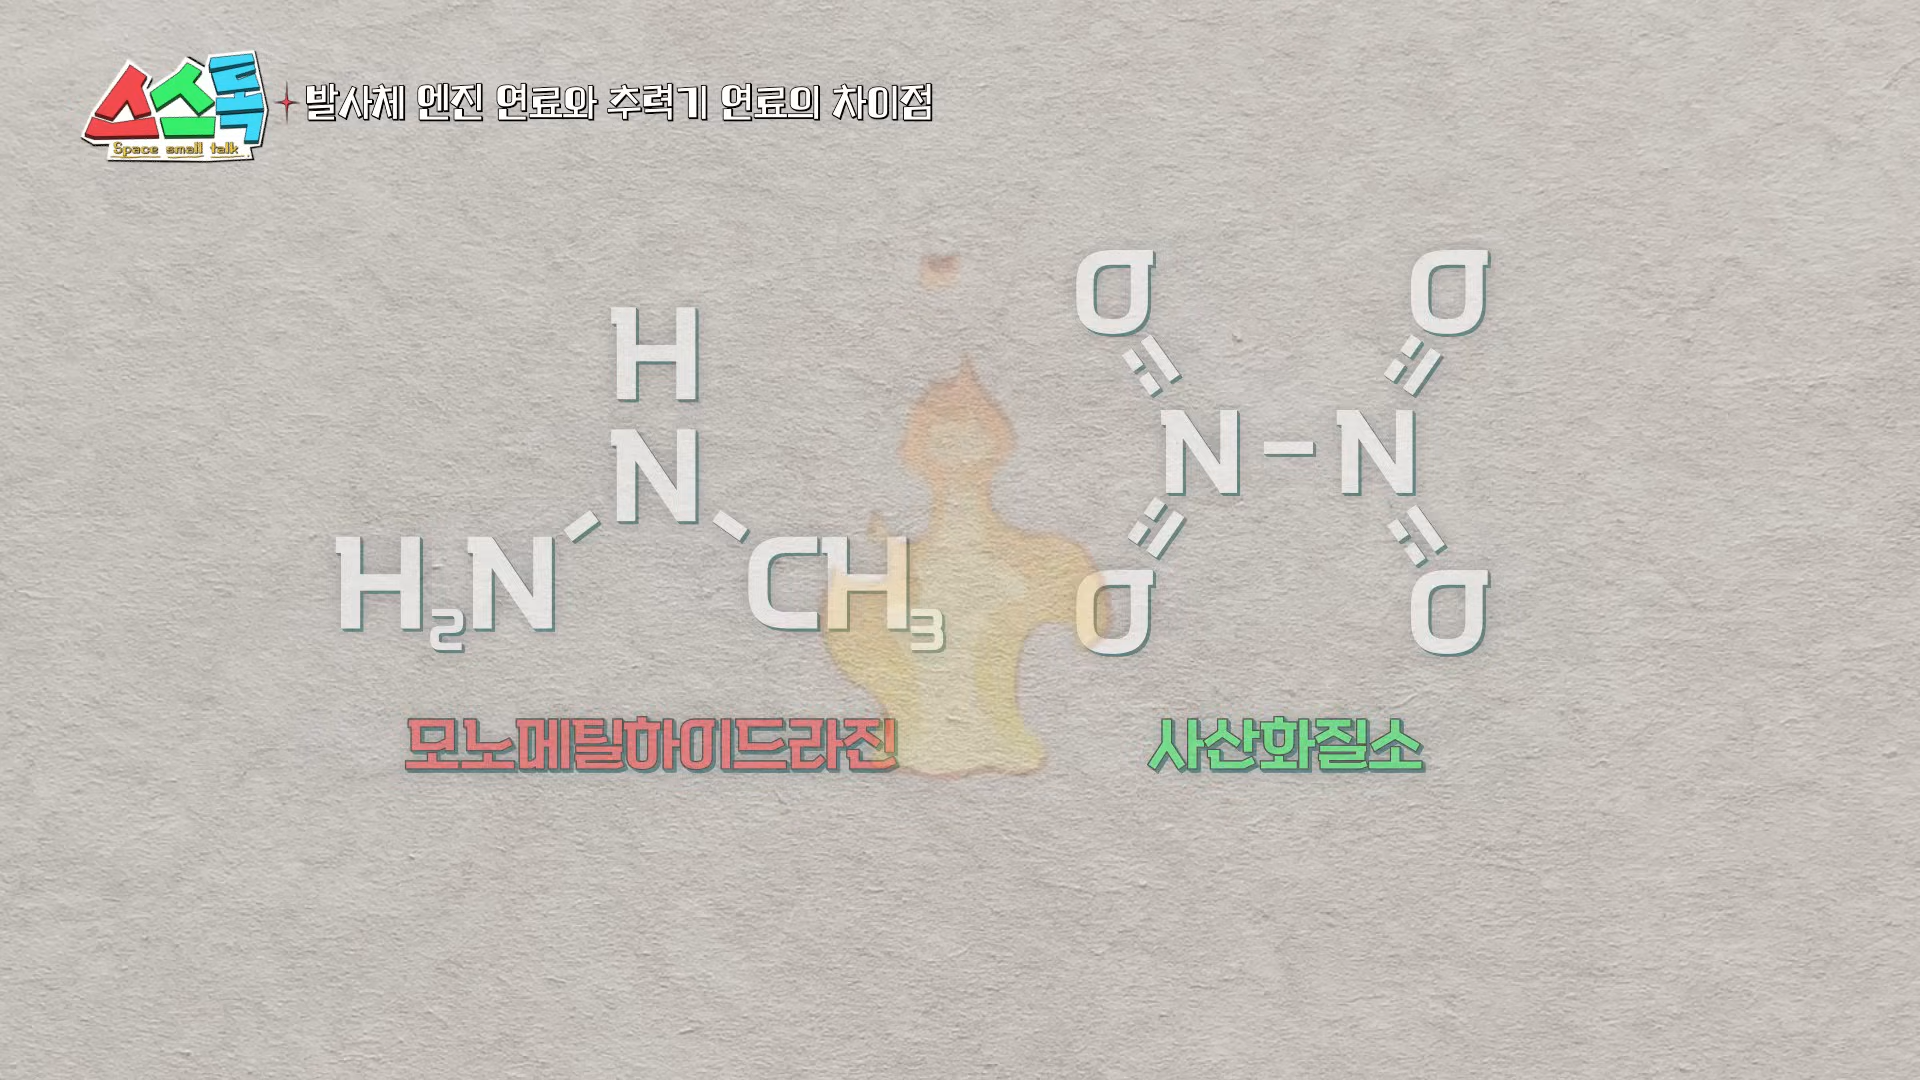 스스톡
Space small talk
발사체 엔진 연료와 추력기 연료의 차이점
O O
H
N N
N
H2N CH3
O O
모노메틸하이드라진 사산화질소